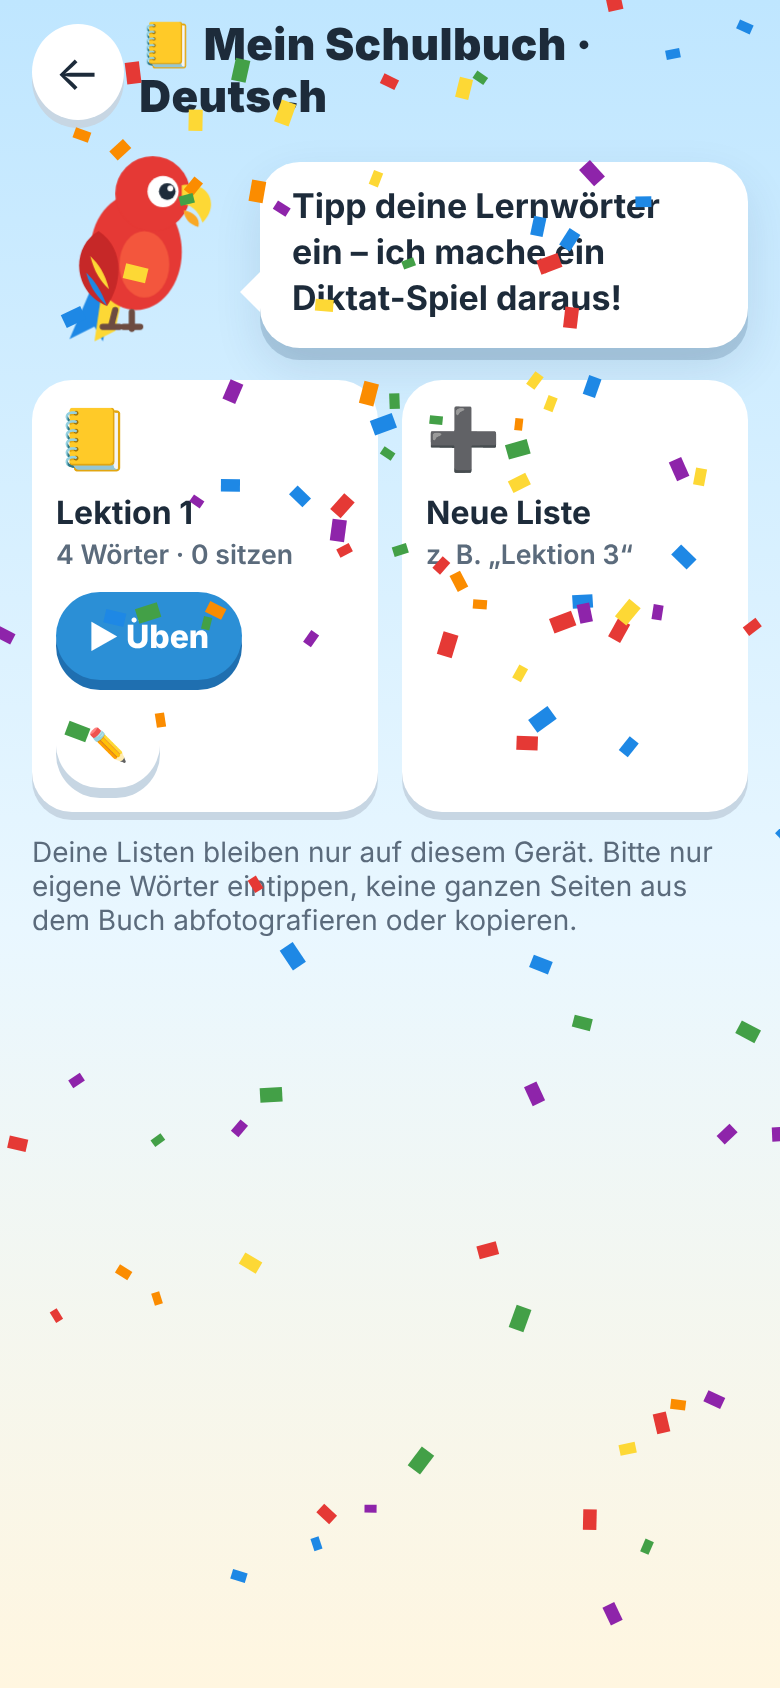 Mein Schulbuch ·
Deutsch
Tipp deine Lernwörter
ein – ich mache ein
Diktat-Spiel daraus!
Lektion 1
4 Wörter · 0 sitzen
▶ Üben
Neue Liste
z. B. „Lektion 3“
Deine Listen bleiben nur auf diesem Gerät. Bitte nur
eigene Wörter eintippen, keine ganzen Seiten aus
dem Buch abfotografieren oder kopieren.